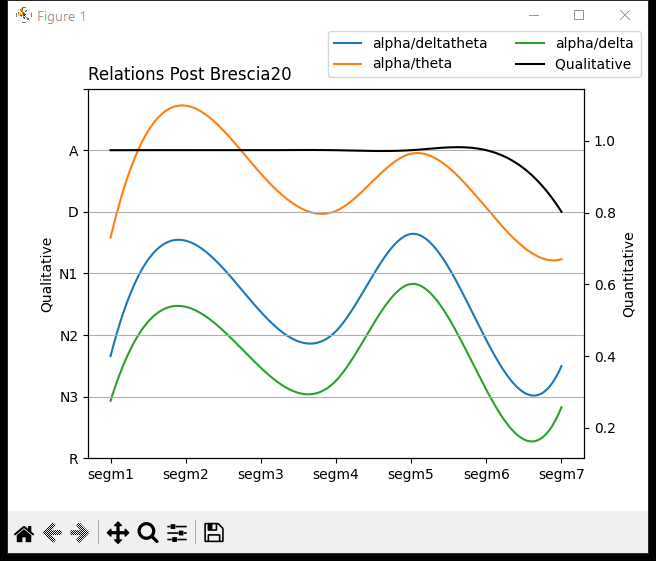 Figure 1
alpha/deltatheta
alpha/theta
alpha/delta
Qualitative
Relations Post Brescia20
A
D
N1
N2
N3
R
Qualitative
1.0
0.8
0.6
0.4
0.2
Quantitative
segm1 segm2 segm3 segm4 segm5 segm6 segm7